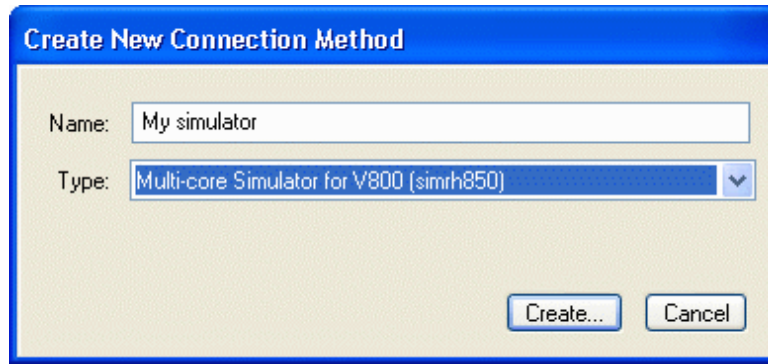 Create New Connection Method
Name: My simulator
Type: Multi-core Simulator for V800 (simrh850)
Create... Cancel